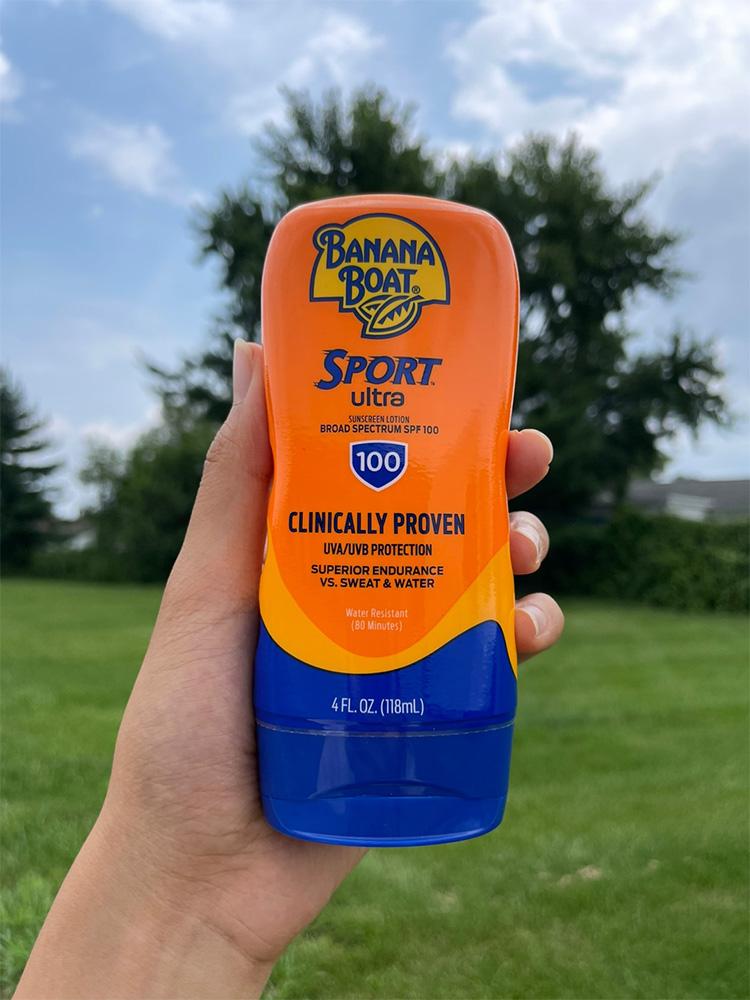 BANANA
BOAT®
SPORT™
ultra
SUNSCREEN LOTION
BROAD SPECTRUM SPF 100
100
CLINICALLY PROVEN
UVA/UVB PROTECTION
SUPERIOR ENDURANCE
VS. SWEAT & WATER
Water Resistant
(80 Minutes)
4 FL. OZ. (118mL)